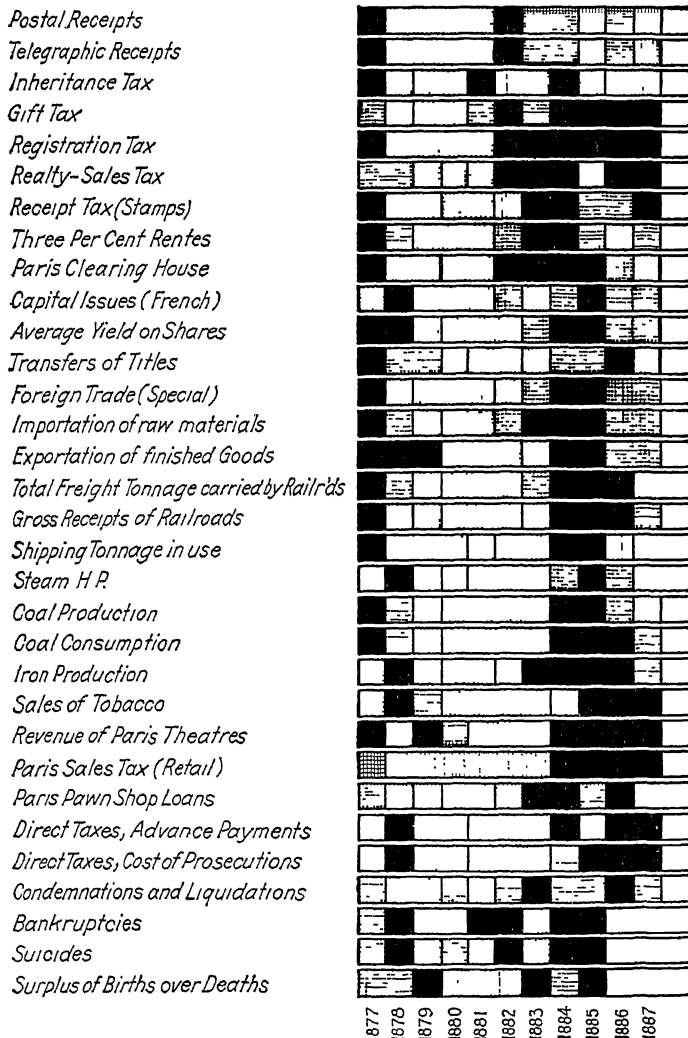 Postal Receipts
Telegraphic Receipts
Inheritance Tax
Gift Tax
Registration Tax
Realty-Sales Tax
Receipt Tax (Stamps)
Three Per Cent Rentes
Paris Clearing House
Capital Issues (French)
Average Yield on Shares
Transfers of Titles
Foreign Trade (Special)
Importation of raw materials
Exportation of finished Goods
Total Freight Tonnage carried by Railr'ds
Gross Receipts of Railroads
Shipping Tonnage in use
Steam H P.
Coal Production
Coal Consumption
Iron Production
Sales of Tobacco
Revenue of Paris Theatres
Paris Sales Tax (Retail)
Paris Pawn Shop Loans
Direct Taxes, Advance Payments
Direct Taxes, Cost of Prosecutions
Condemnations and Liquidations
Bankruptcies
Suicides
Surplus of Births over Deaths
877 1878 1879 1880 1881 1882 1883 1884 1885 1886 1887